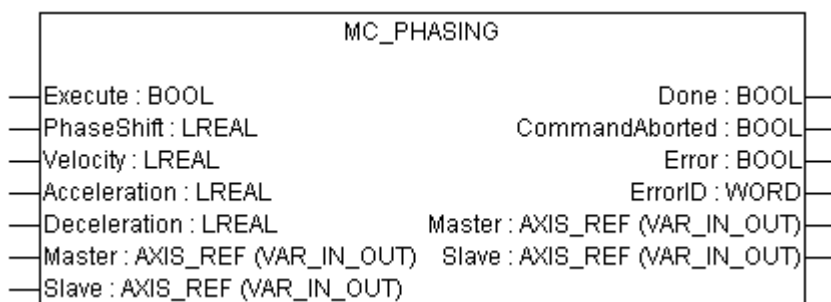 MC_PHASING
Execute : BOOL Done : BOOL
PhaseShift : LREAL CommandAborted : BOOL
Velocity : LREAL Error : BOOL
Acceleration : LREAL ErrorID : WORD
Deceleration : LREAL Master : AXIS_REF (VAR_IN_OUT)
Master : AXIS_REF (VAR_IN_OUT) Slave : AXIS_REF (VAR_IN_OUT)
Slave : AXIS_REF (VAR_IN_OUT)